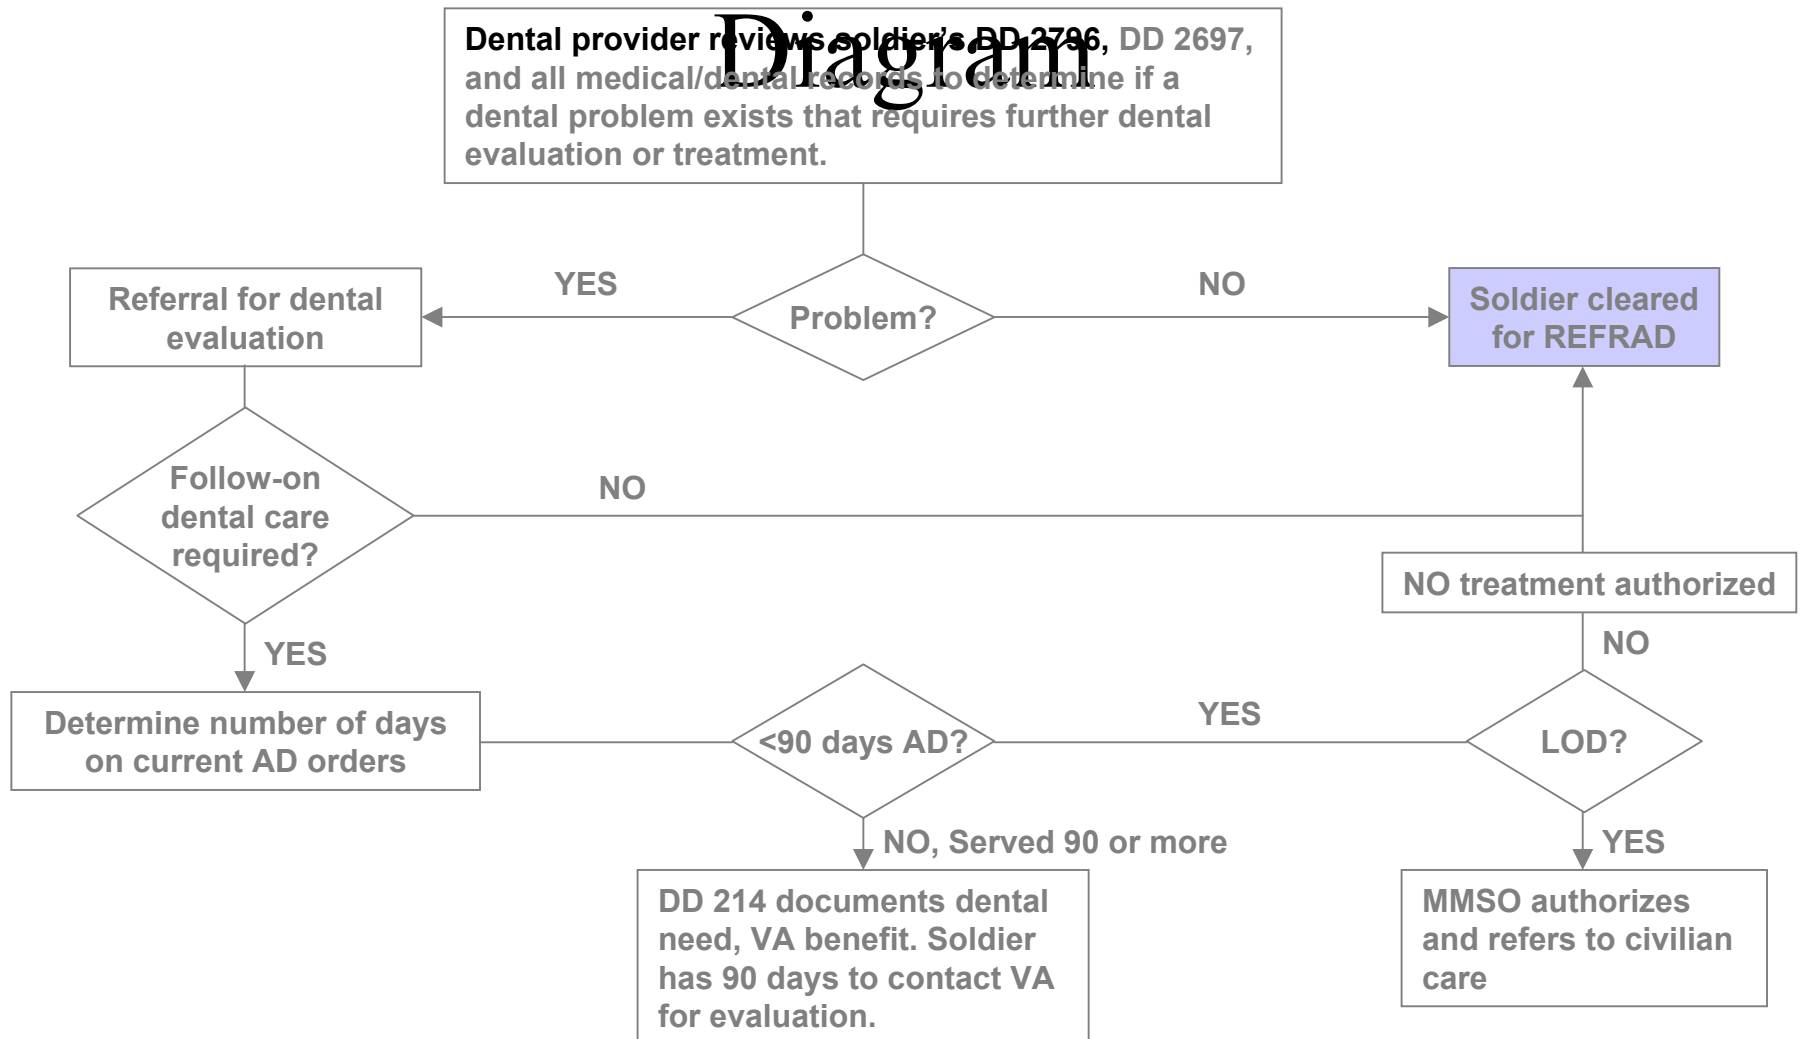 Diagram
Dental provider reviews soldier's DD 2796, DD 2697,
and all medical/dental records to determine if a
dental problem exists that requires further dental
evaluation or treatment.
YES
NO
Referral for dental
evaluation
Problem?
Soldier cleared
for REFRAD
Follow-on
dental care
required?
NO
NO treatment authorized
YES
NO
Determine number of days
on current AD orders
<90 days AD?
YES
LOD?
NO, Served 90 or more
YES
DD 214 documents dental
need, VA benefit. Soldier
has 90 days to contact VA
for evaluation.
MMSO authorizes
and refers to civilian
care